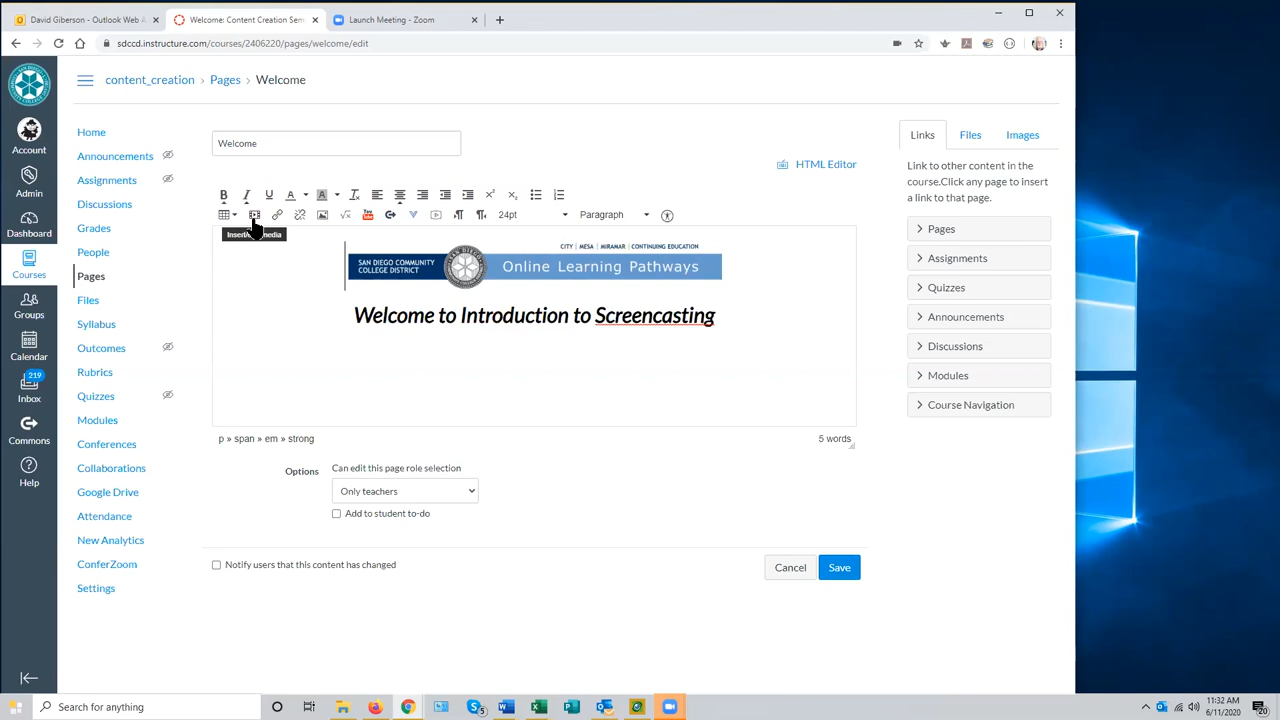 David Giberson - Outlook Web A
Welcome: Content Creation Sem
Launch Meeting - Zoom
sdccd.instructure.com/courses/2406220/pages/welcome/edit
content_creation > Pages > Welcome
Account
Admin
Dashboard
Courses
Groups
Calendar
219
Inbox
Commons
Help
Home
Announcements
Assignments
Discussions
Grades
People
Pages
Files
Syllabus
Outcomes
Rubrics
Quizzes
Modules
Conferences
Collaborations
Google Drive
Attendance
New Analytics
ConferZoom
Settings
Welcome
HTML Editor
B I U A A
24pt Paragraph
CITY | MESA | MIRAMAR | CONTINUING EDUCATION
SAN DIEGO COMMUNITY
COLLEGE DISTRICT
Online Learning Pathways
Welcome to Introduction to Screencasting
p » span » em » strong
5 words
Options
Can edit this page role selection
Only teachers
Add to student to-do
Notify users that this content has changed
Cancel
Save
Links
Files
Images
Link to other content in the
course.Click any page to insert
a link to that page.
Pages
Assignments
Quizzes
Announcements
Discussions
Modules
Course Navigation
Search for anything
11:32 AM
6/11/2020
20